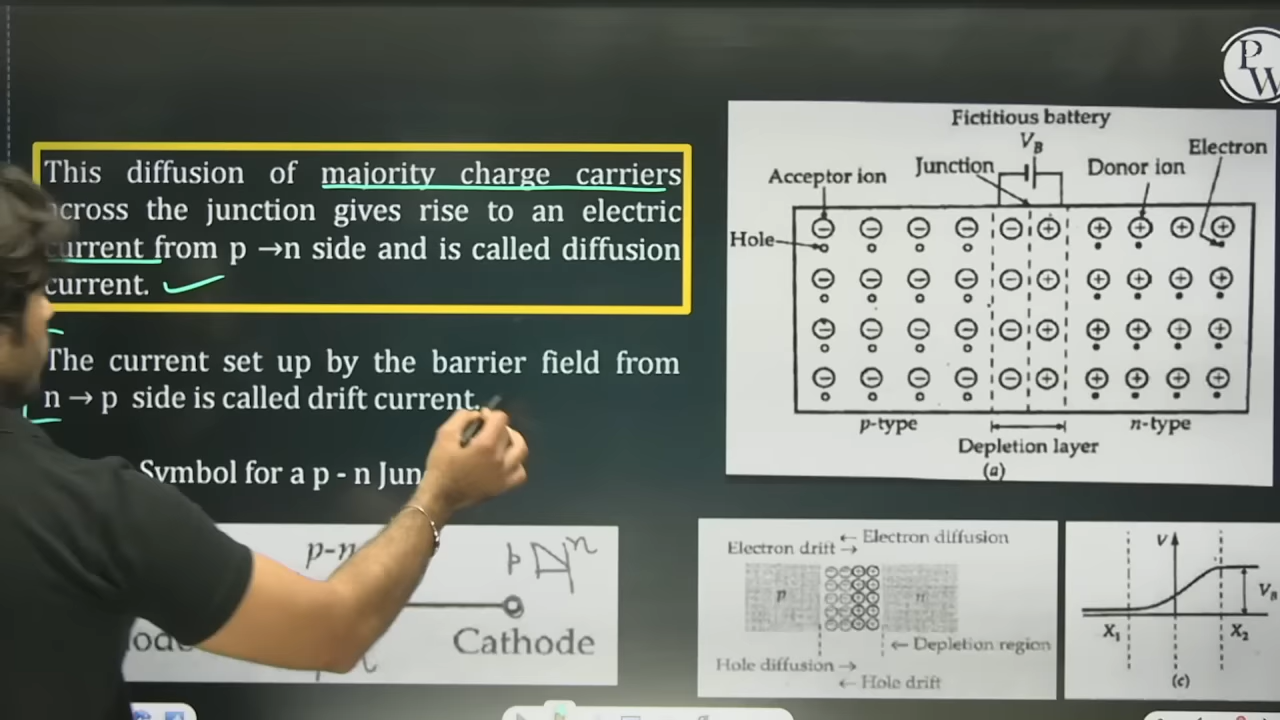 PW
This diffusion of majority charge carriers
across the junction gives rise to an electric
current from p →n side and is called diffusion
current.
The current set up by the barrier field from
n → p side is called drift current.
Symbol for a p - n
p-n
p n
Cathode
Fictitious battery
V_B
Junction
Donor ion
Electron
Acceptor ion
Hole
p-type
n-type
Depletion layer
(a)
← Electron diffusion
Electron drift →
p
n
← Depletion region
Hole diffusion →
← Hole drift
V
V_B
X₁
X₂
(c)